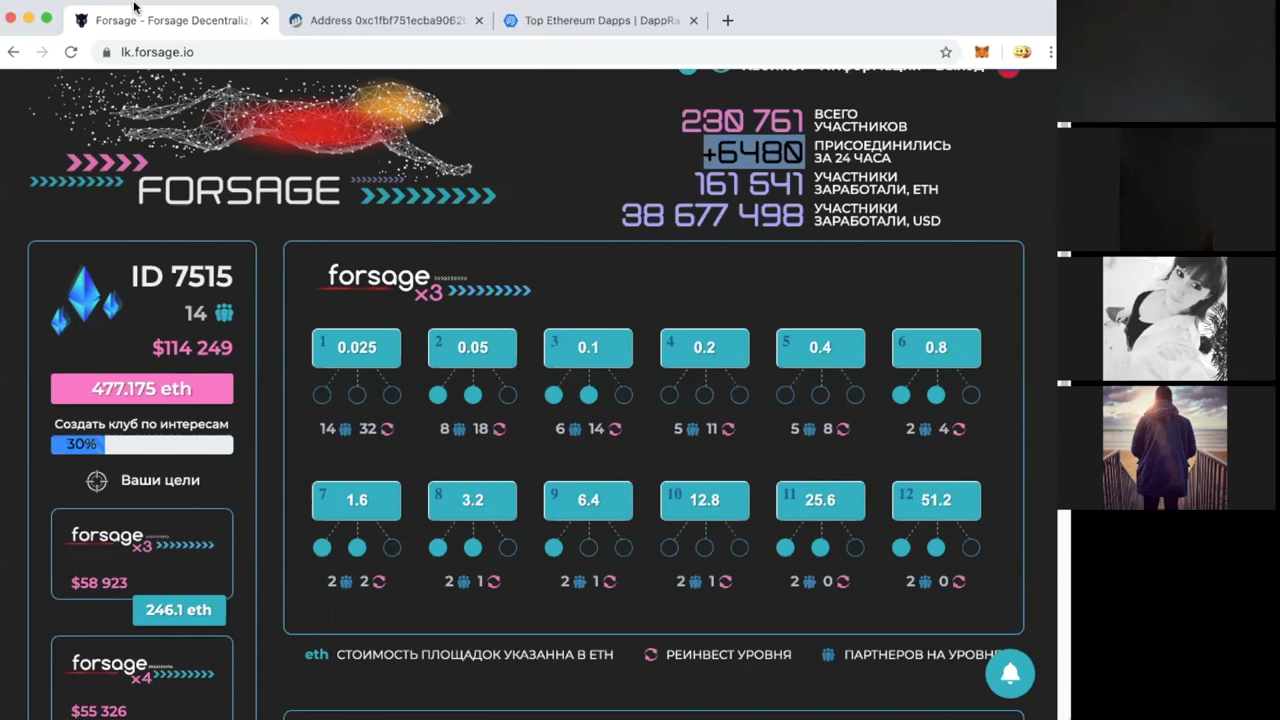 Forsage - Forsage Decentraliz
Address 0xc1fbf751ecba9062
Top Ethereum Dapps | DappRa
lk.forsage.io
230 761 ВСЕГО УЧАСТНИКОВ
+6480 ПРИСОЕДИНИЛИСЬ ЗА 24 ЧАСА
161 541 УЧАСТНИКИ ЗАРАБОТАЛИ, ETH
38 677 498 УЧАСТНИКИ ЗАРАБОТАЛИ, USD
FORSAGE
ID 7515
14
$114 249
477.175 eth
Создать клуб по интересам
30%
Ваши цели
forsage x3
$58 923
246.1 eth
forsage x4
$55 326
forsage x3
1 0.025
2 0.05
3 0.1
4 0.2
5 0.4
6 0.8
14 32
8 18
6 14
5 11
5 8
2 4
7 1.6
8 3.2
9 6.4
10 12.8
11 25.6
12 51.2
2 2
2 1
2 1
2 1
2 0
2 0
eth СТОИМОСТЬ ПЛОЩАДОК УКАЗАННА В ETH
РЕИНВЕСТ УРОВНЯ
ПАРТНЕРОВ НА УРОВНЕ